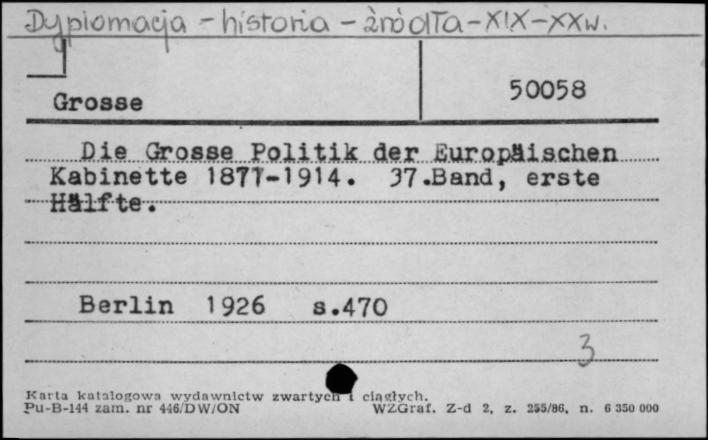 Dyplomacja - historia - źródła - XIX - XX w.
Grosse
50058
Die Grosse Politik der Europäischen
Kabinette 1877-1914. 37.Band, erste
Hälfte.
Berlin 1926 s.470
3
Karta katalogowa wydawnictw zwartych i ciągłych.
Pu-B-144 zam. nr 446/DW/ON WZGraf. Z-d 2, z. 255/86, n. 6 350 000